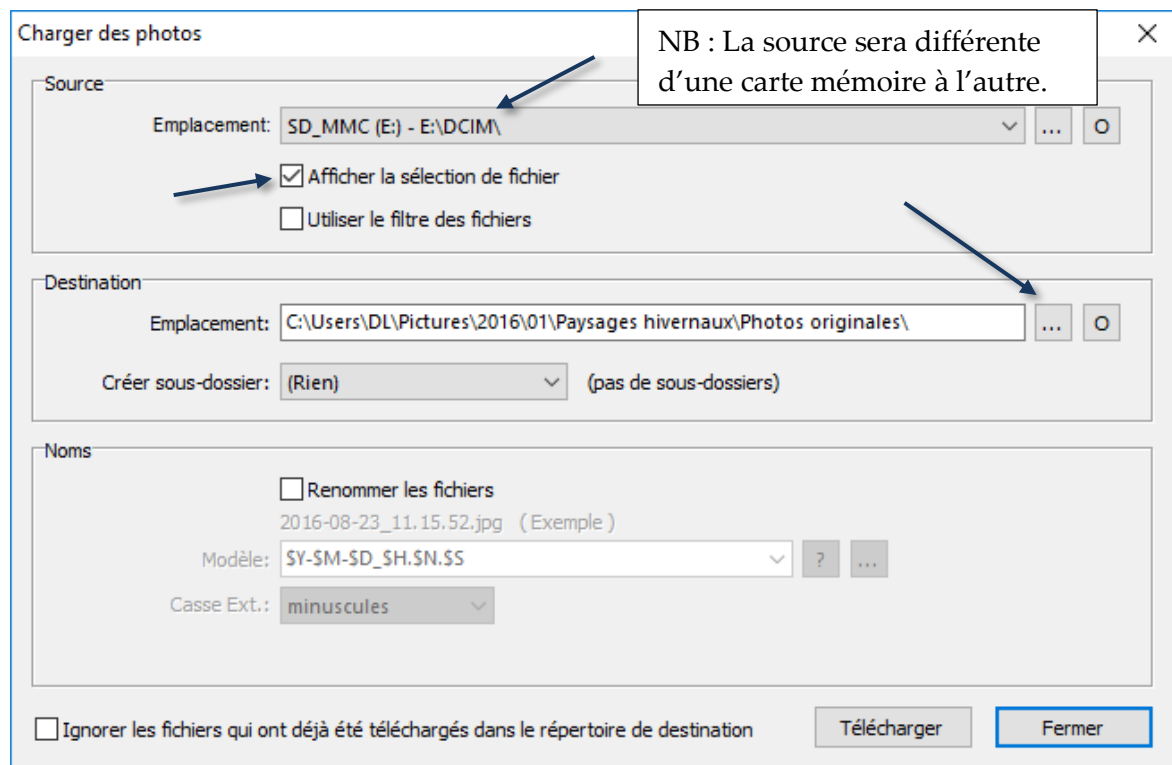 Charger des photos
NB : La source sera différente
d’une carte mémoire à l’autre.
Source
Emplacement: SD_MMC (E:) - E:\DCIM\ ... O
Afficher la sélection de fichier
Utiliser le filtre des fichiers
Destination
Emplacement: C:\Users\DL\Pictures\2016\01\Paysages hivernaux\Photos originales\ ... O
Créer sous-dossier: (Rien) (pas de sous-dossiers)
Noms
Renommer les fichiers
2016-08-23_11.15.52.jpg ( Exemple )
Modèle: $Y-$M-$D_$H.$N.$S ? ...
Casse Ext.: minuscules
Ignorer les fichiers qui ont déjà été téléchargés dans le répertoire de destination Télécharger Fermer